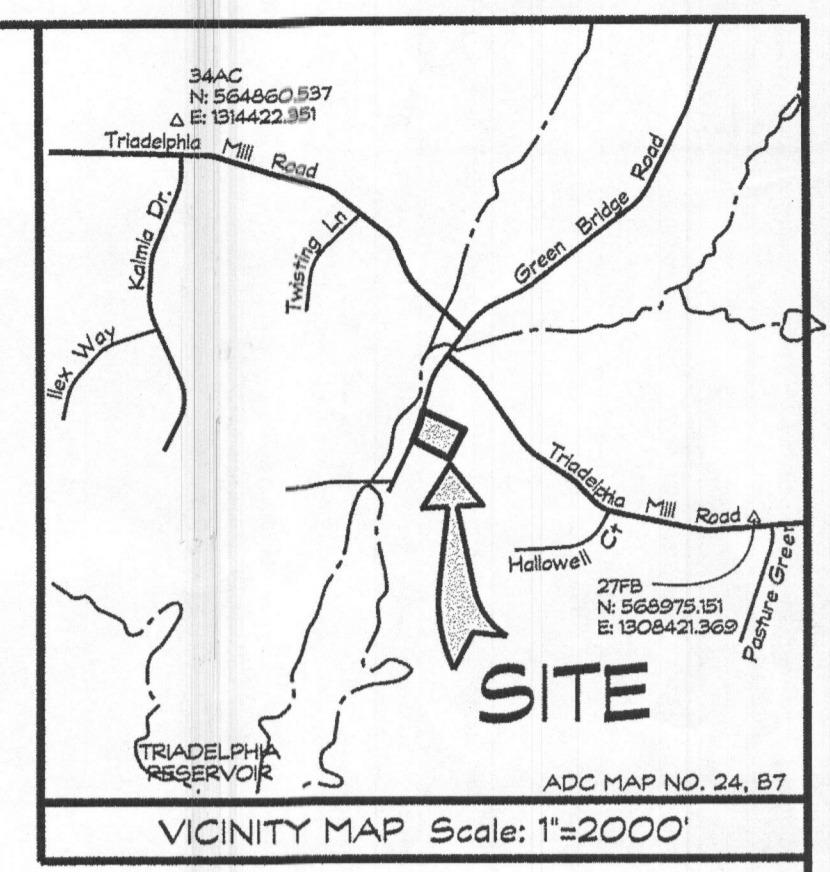 34AC
N: 564860.537
E: 1314422.351
Triadelphia Mill Road
Kalmia Dr.
Twisting Ln
Green Bridge Road
Ilex Way
Triadelphia Mill Road
Hallowell Ct
27FB
N: 568975.151
E: 1308421.369
Pasture Green
SITE
TRIADELPHIA
RESERVOIR
ADC MAP NO. 24, B7
VICINITY MAP Scale: 1"=2000'